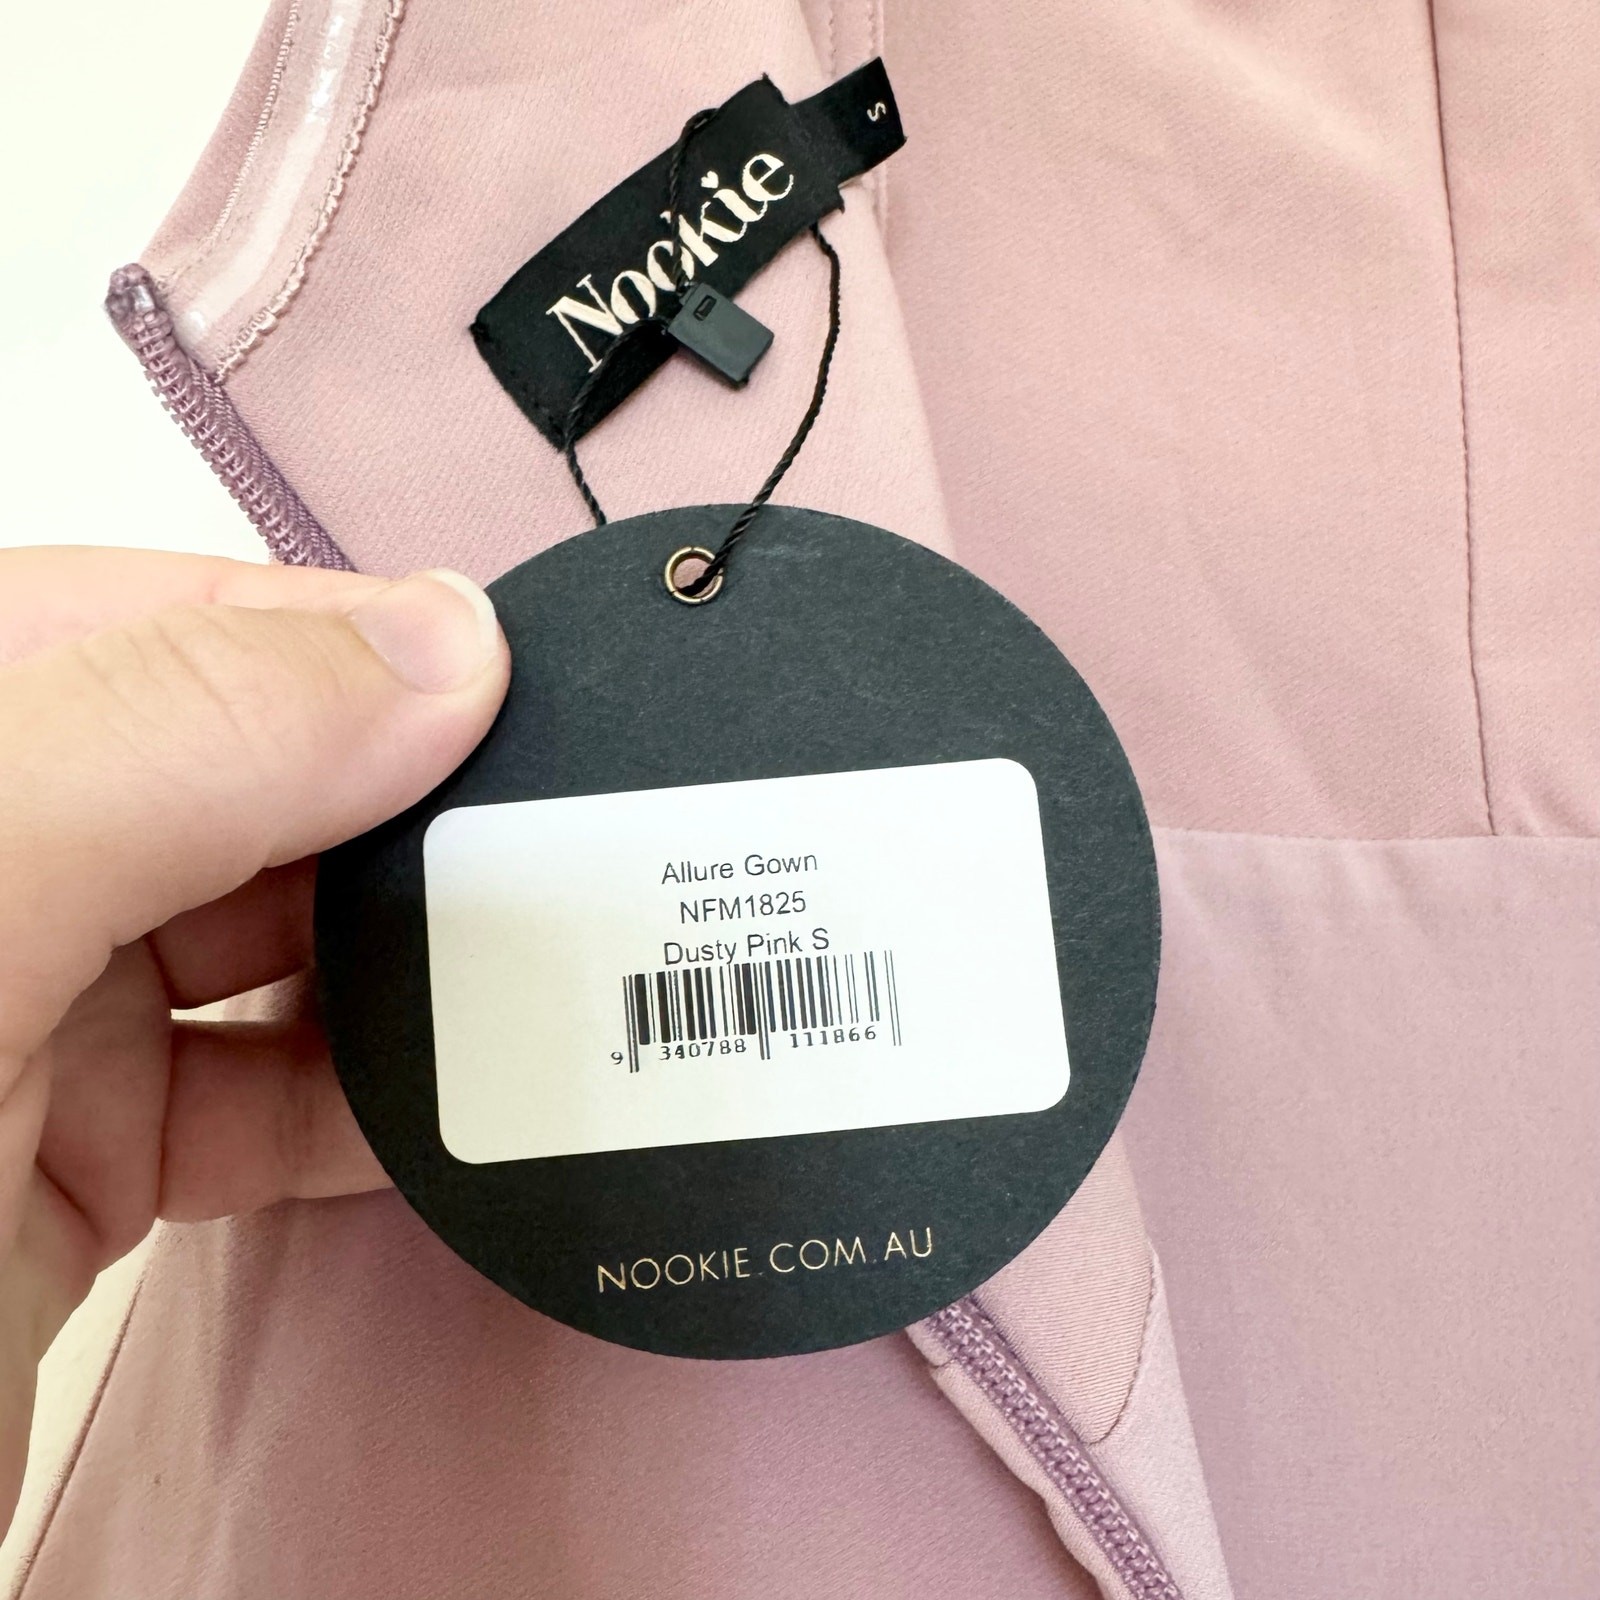 S
Nookie
Allure Gown
NFM1825
Dusty Pink S
9 340788 111866
NOOKIE.COM.AU